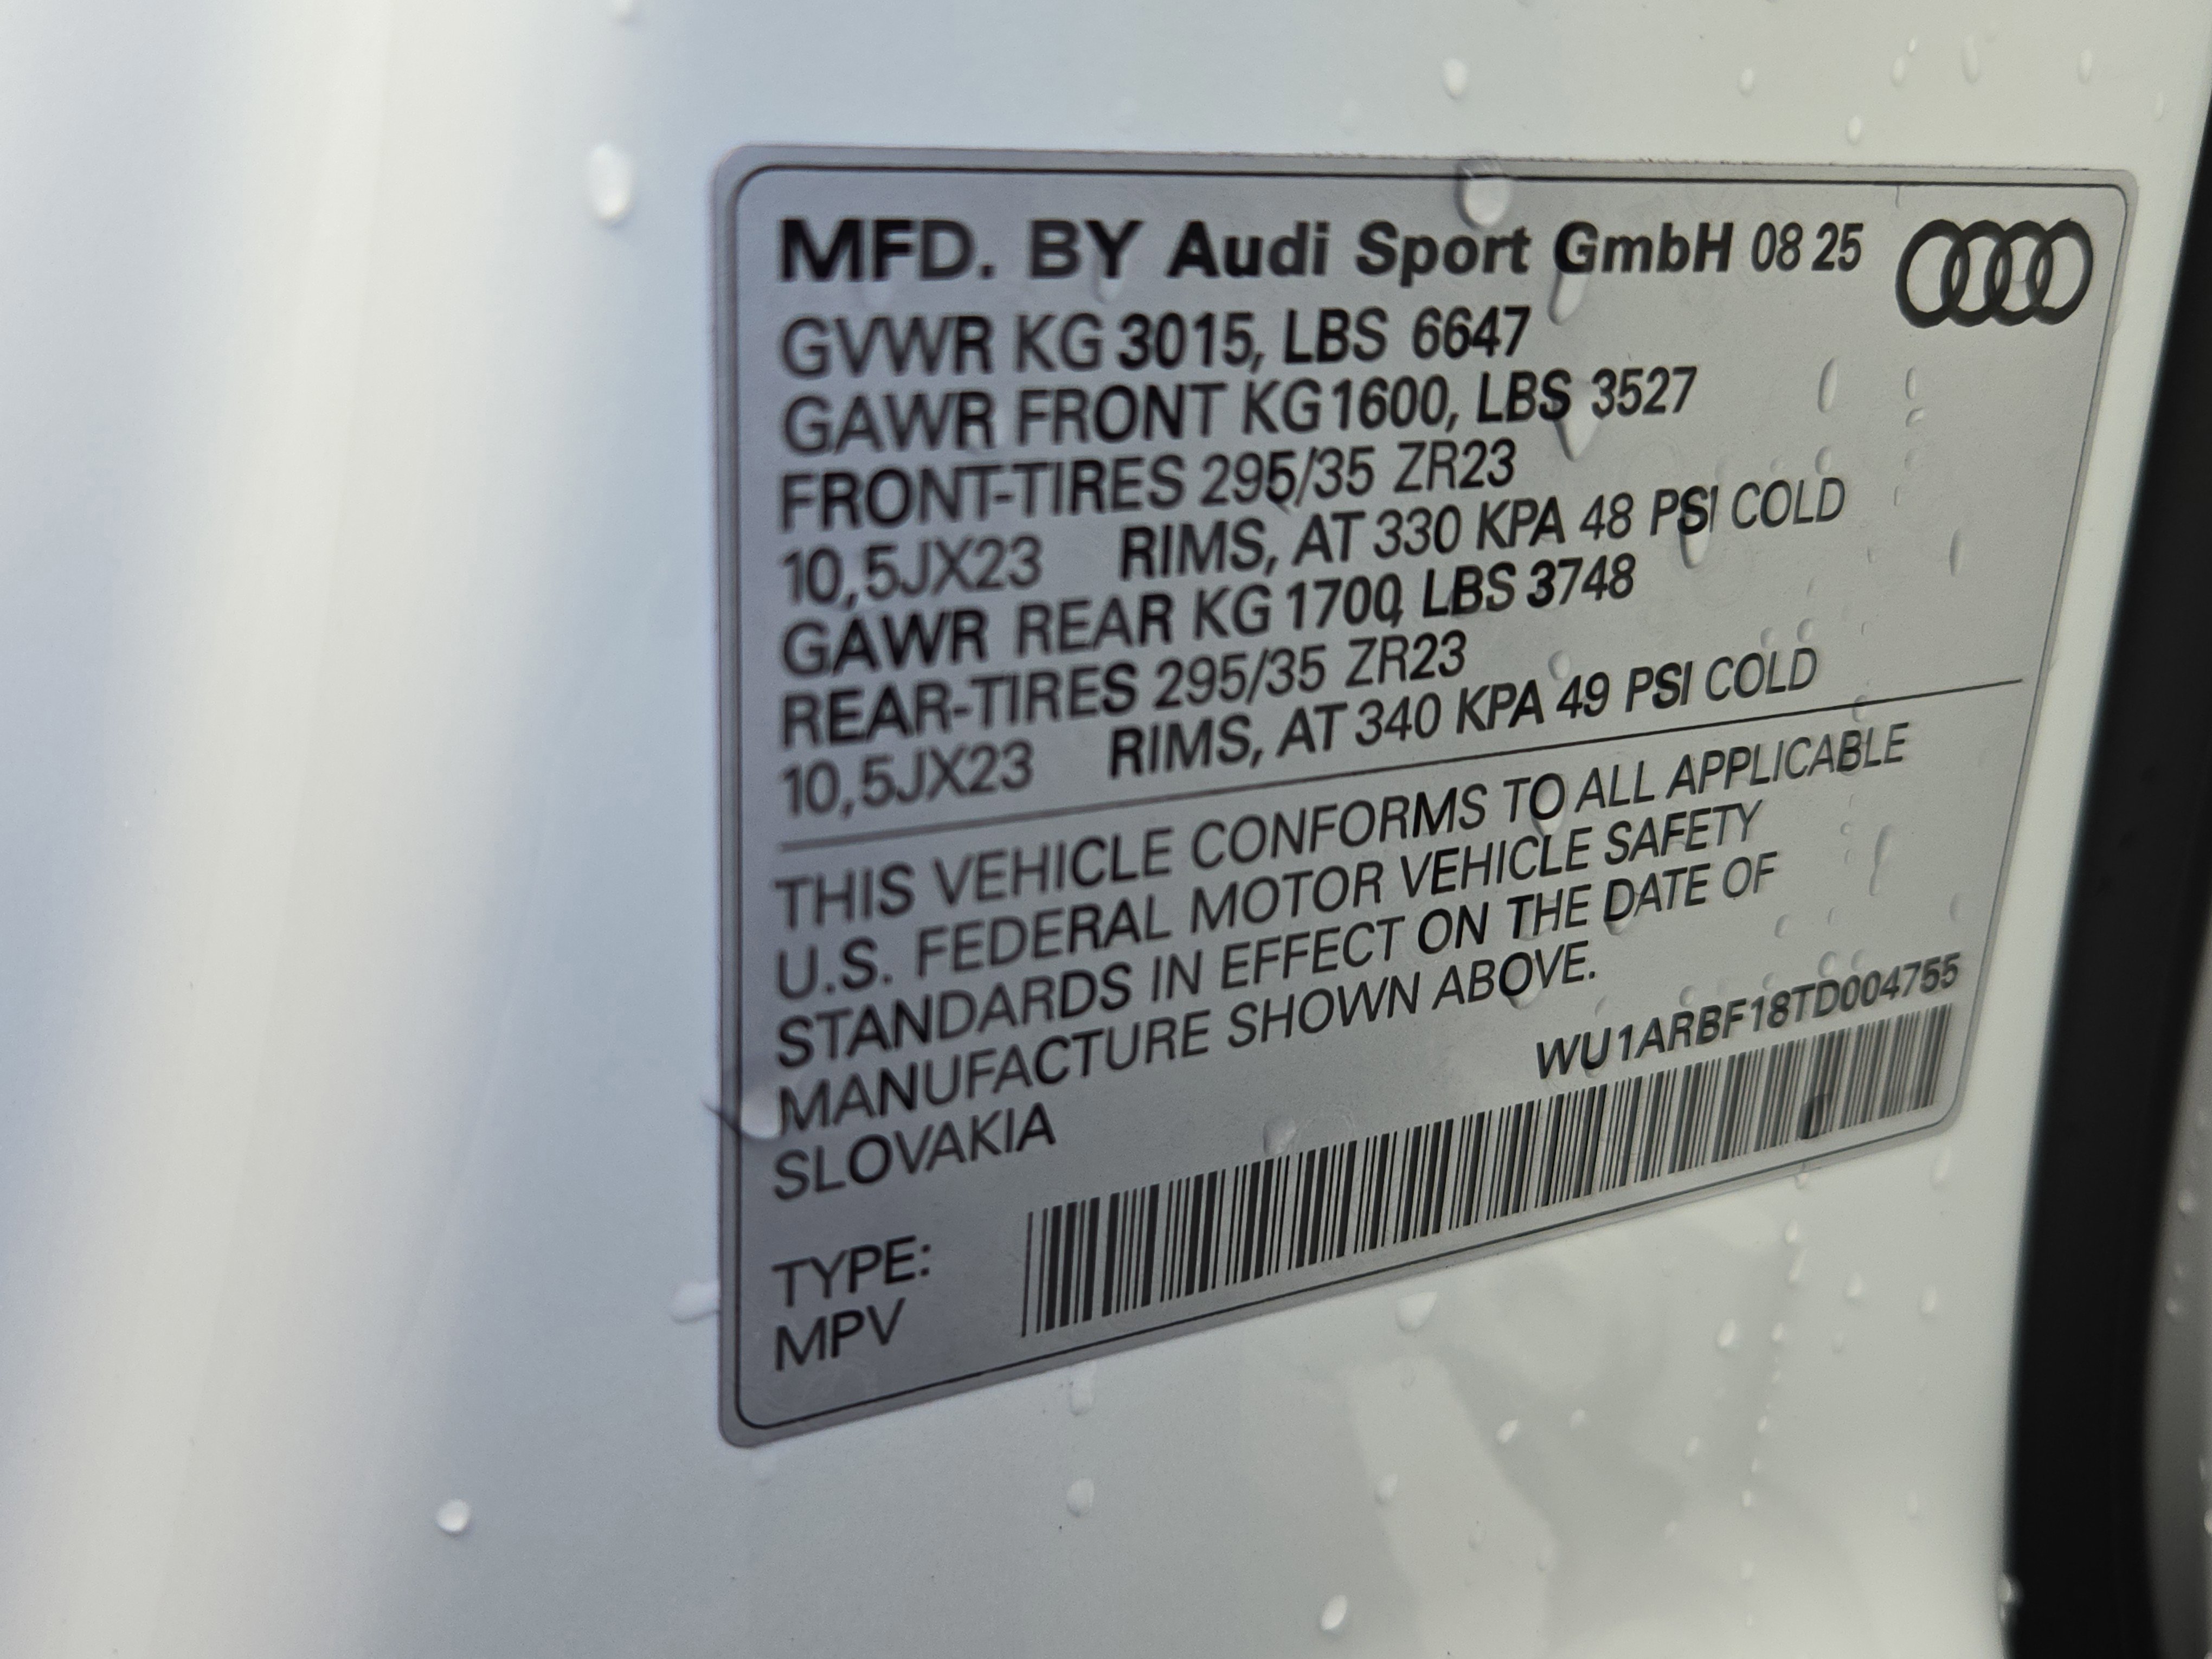 MFD. BY Audi Sport GmbH 08 25
GVWR KG 3015, LBS 6647
GAWR FRONT KG 1600, LBS 3527
FRONT-TIRES 295/35 ZR23
10,5JX23 RIMS, AT 330 KPA 48 PSI COLD
GAWR REAR KG 1700, LBS 3748
REAR-TIRES 295/35 ZR23
10,5JX23 RIMS, AT 340 KPA 49 PSI COLD
THIS VEHICLE CONFORMS TO ALL APPLICABLE
U.S. FEDERAL MOTOR VEHICLE SAFETY
STANDARDS IN EFFECT ON THE DATE OF
MANUFACTURE SHOWN ABOVE.
SLOVAKIA
WU1ARBF18TD004755
TYPE:
MPV